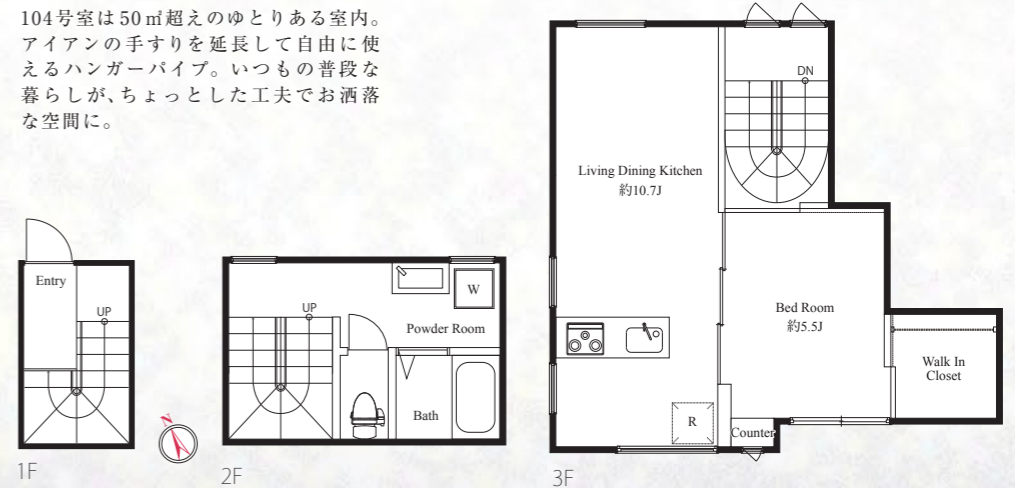 104号室は50㎡超えのゆとりある室内。
アイアンの手すりを延長して自由に使
えるハンガーパイプ。いつもの普段な
暮らしが、ちょっとした工夫でお洒落
な空間に。
Entry
UP
1F
N
UP
W
Powder Room
Bath
2F
DN
Living Dining Kitchen
約10.7J
Bed Room
約5.5J
Walk In
Closet
R
Counter
3F